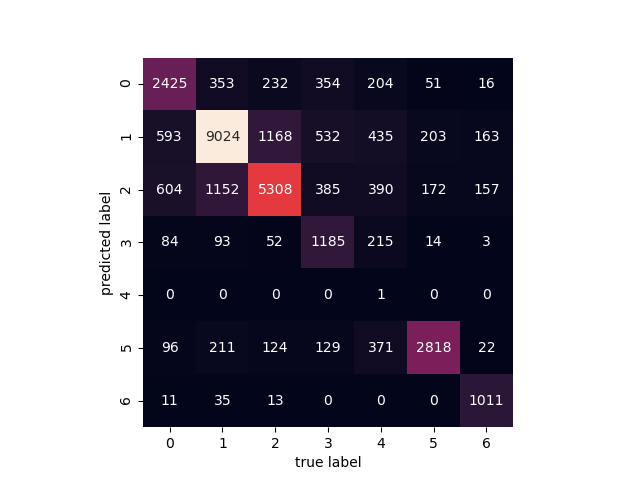 0 2425 353 232 354 204 51 16
1 593 9024 1168 532 435 203 163
2 604 1152 5308 385 390 172 157
3 84 93 52 1185 215 14 3
4 0 0 0 0 1 0 0
5 96 211 124 129 371 2818 22
6 11 35 13 0 0 0 1011
0 1 2 3 4 5 6
predicted label
true label